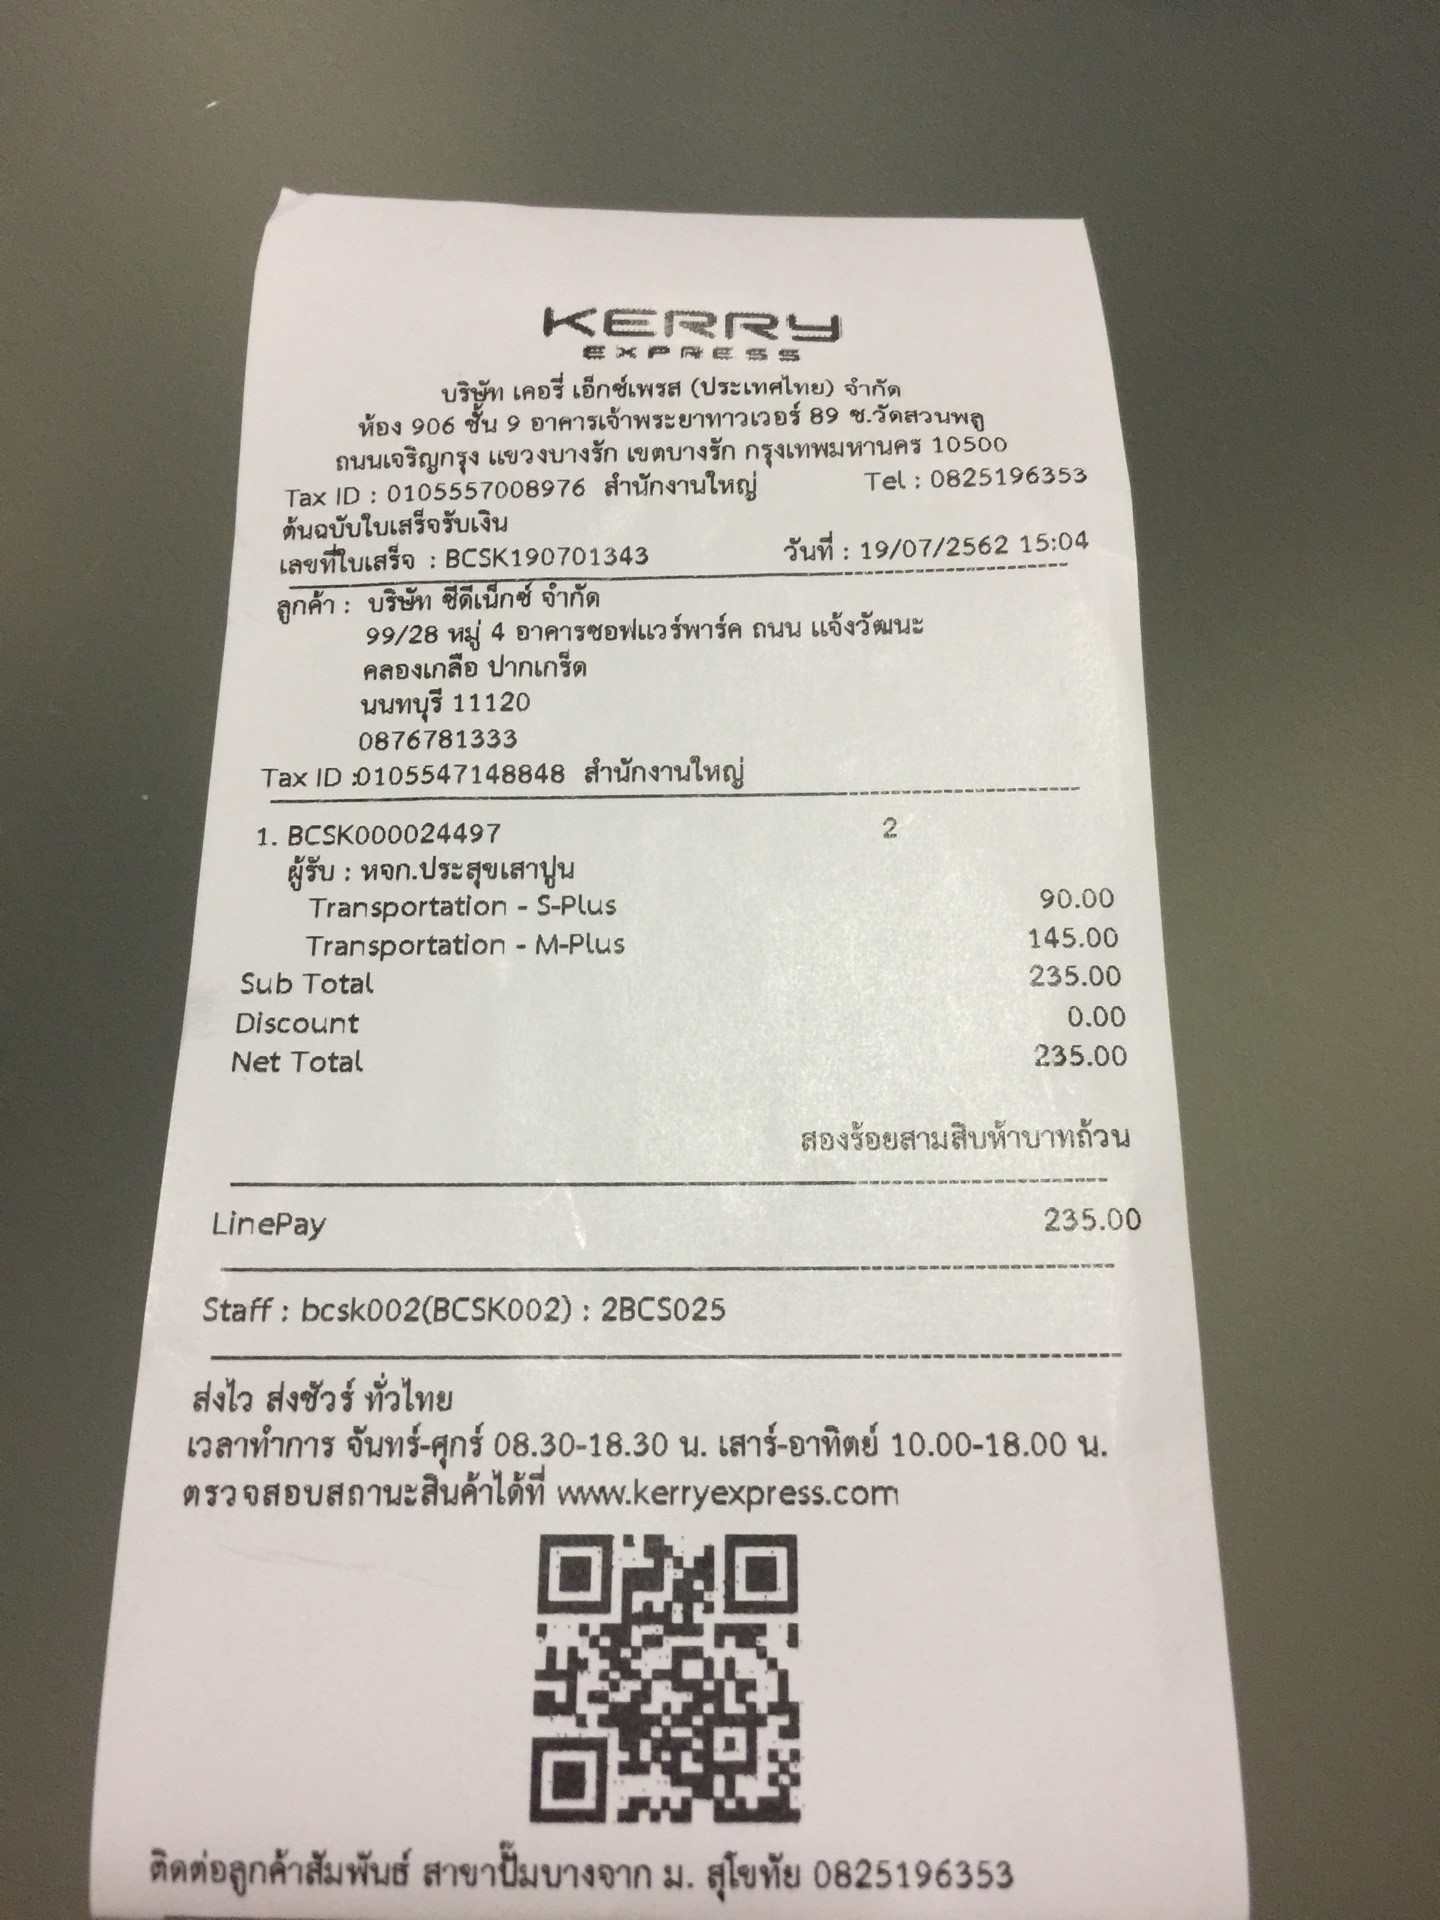 KERRY
EXPRESS
บริษัท เคอรี่ เอ็กซ์เพรส (ประเทศไทย) จำกัด
ห้อง 906 ชั้น 9 อาคารเจ้าพระยาทาวเวอร์ 89 ซ.วัดสวนพลู
ถนนเจริญกรุง แขวงบางรัก เขตบางรัก กรุงเทพมหานคร 10500
Tax ID : 0105557008976 สำนักงานใหญ่ Tel : 0825196353
ต้นฉบับใบเสร็จรับเงิน
เลขที่ใบเสร็จ : BCSK190701343 วันที่ : 19/07/2562 15:04
ลูกค้า : บริษัท ซีดีเน็กซ์ จำกัด
99/28 หมู่ 4 อาคารซอฟแวร์พาร์ค ถนน แจ้งวัฒนะ
คลองเกลือ ปากเกร็ด
นนทบุรี 11120
0876781333
Tax ID :0105547148848 สำนักงานใหญ่
1. BCSK000024497 2
ผู้รับ : หจก.ประสุขเสาปูน
Transportation - S-Plus 90.00
Transportation - M-Plus 145.00
Sub Total 235.00
Discount 0.00
Net Total 235.00
สองร้อยสามสิบห้าบาทถ้วน
LinePay 235.00
Staff : bcsk002(BCSK002) : 2BCS025
ส่งไว ส่งชัวร์ ทั่วไทย
เวลาทำการ จันทร์-ศุกร์ 08.30-18.30 น. เสาร์-อาทิตย์ 10.00-18.00 น.
ตรวจสอบสถานะสินค้าได้ที่ www.kerryexpress.com
ติดต่อลูกค้าสัมพันธ์ สาขาปั๊มบางจาก ม. สุโขทัย 0825196353